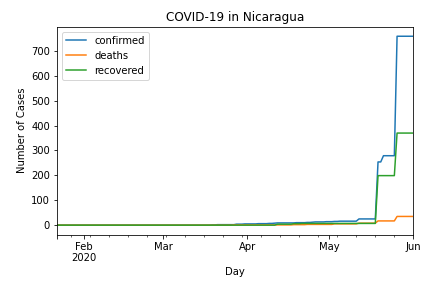 COVID-19 in Nicaragua
confirmed
deaths
recovered
Number of Cases
700
600
500
400
300
200
100
0
Feb Mar Apr May Jun
2020
Day